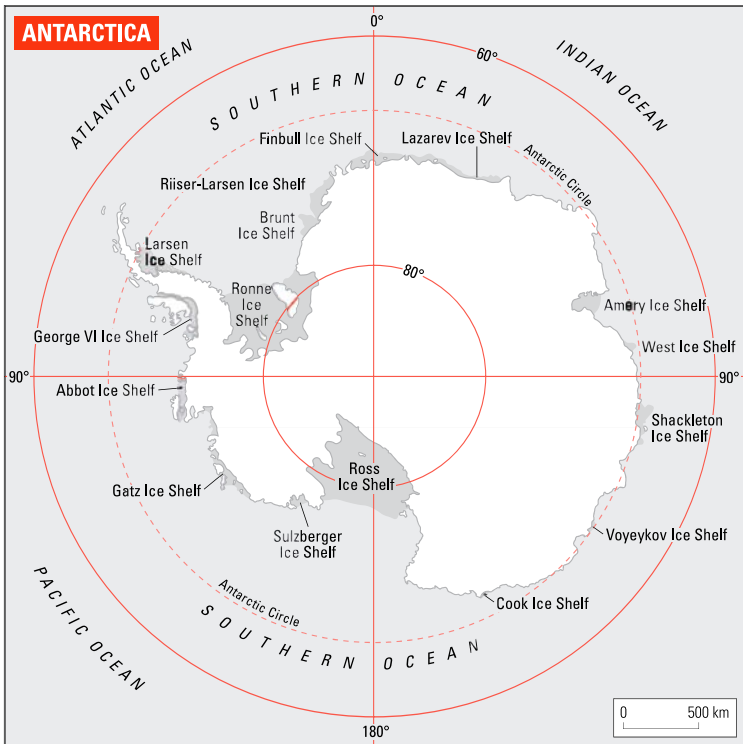 ANTARCTICA
0°
60°
ATLANTIC OCEAN
INDIAN OCEAN
SOUTHERN OCEAN
Finbull Ice Shelf
Lazarev Ice Shelf
Antarctic Circle
Riiser-Larsen Ice Shelf
Brunt
Ice Shelf
Larsen
Ice Shelf
Ronne
Ice
Shelf
80°
Amery Ice Shelf
George VI Ice Shelf
West Ice Shelf
90°
90°
Abbot Ice Shelf
Shackleton
Ice Shelf
Ross
Ice Shelf
Gatz Ice Shelf
Sulzberger
Ice Shelf
Voyeykov Ice Shelf
Cook Ice Shelf
Antarctic Circle
PACIFIC OCEAN
SOUTHERN OCEAN
180°
0 500 km